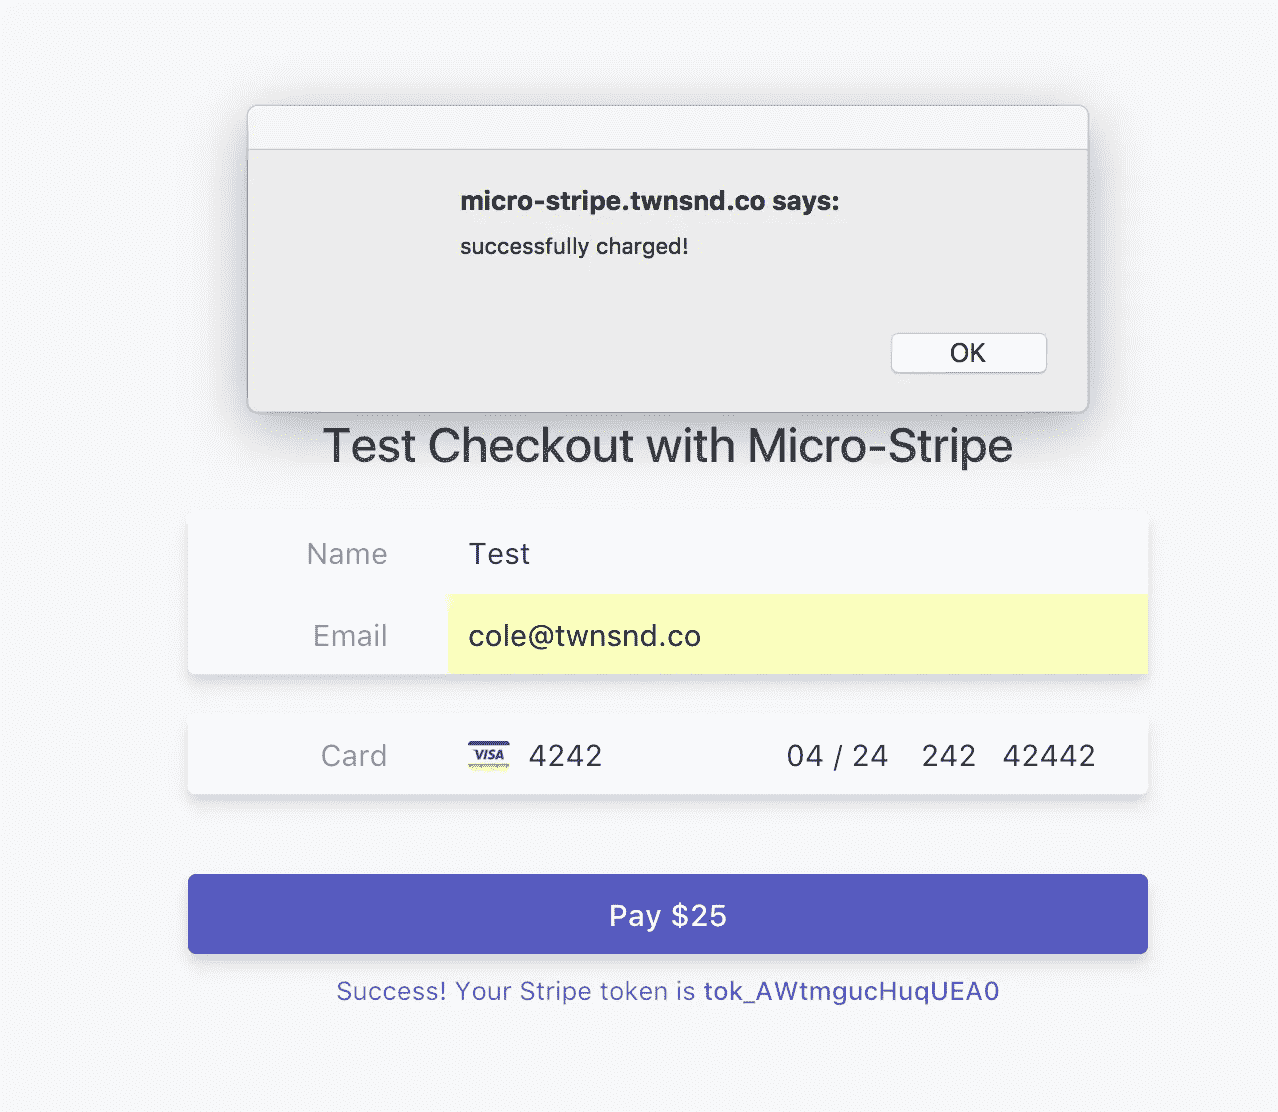 micro-stripe.twnsnd.co says:
successfully charged!
OK
Test Checkout with Micro-Stripe
Name Test
Email cole@twnsnd.co
Card VISA 4242 04 / 24 242 42442
Pay $25
Success! Your Stripe token is tok_AWtmgucHuqUEA0